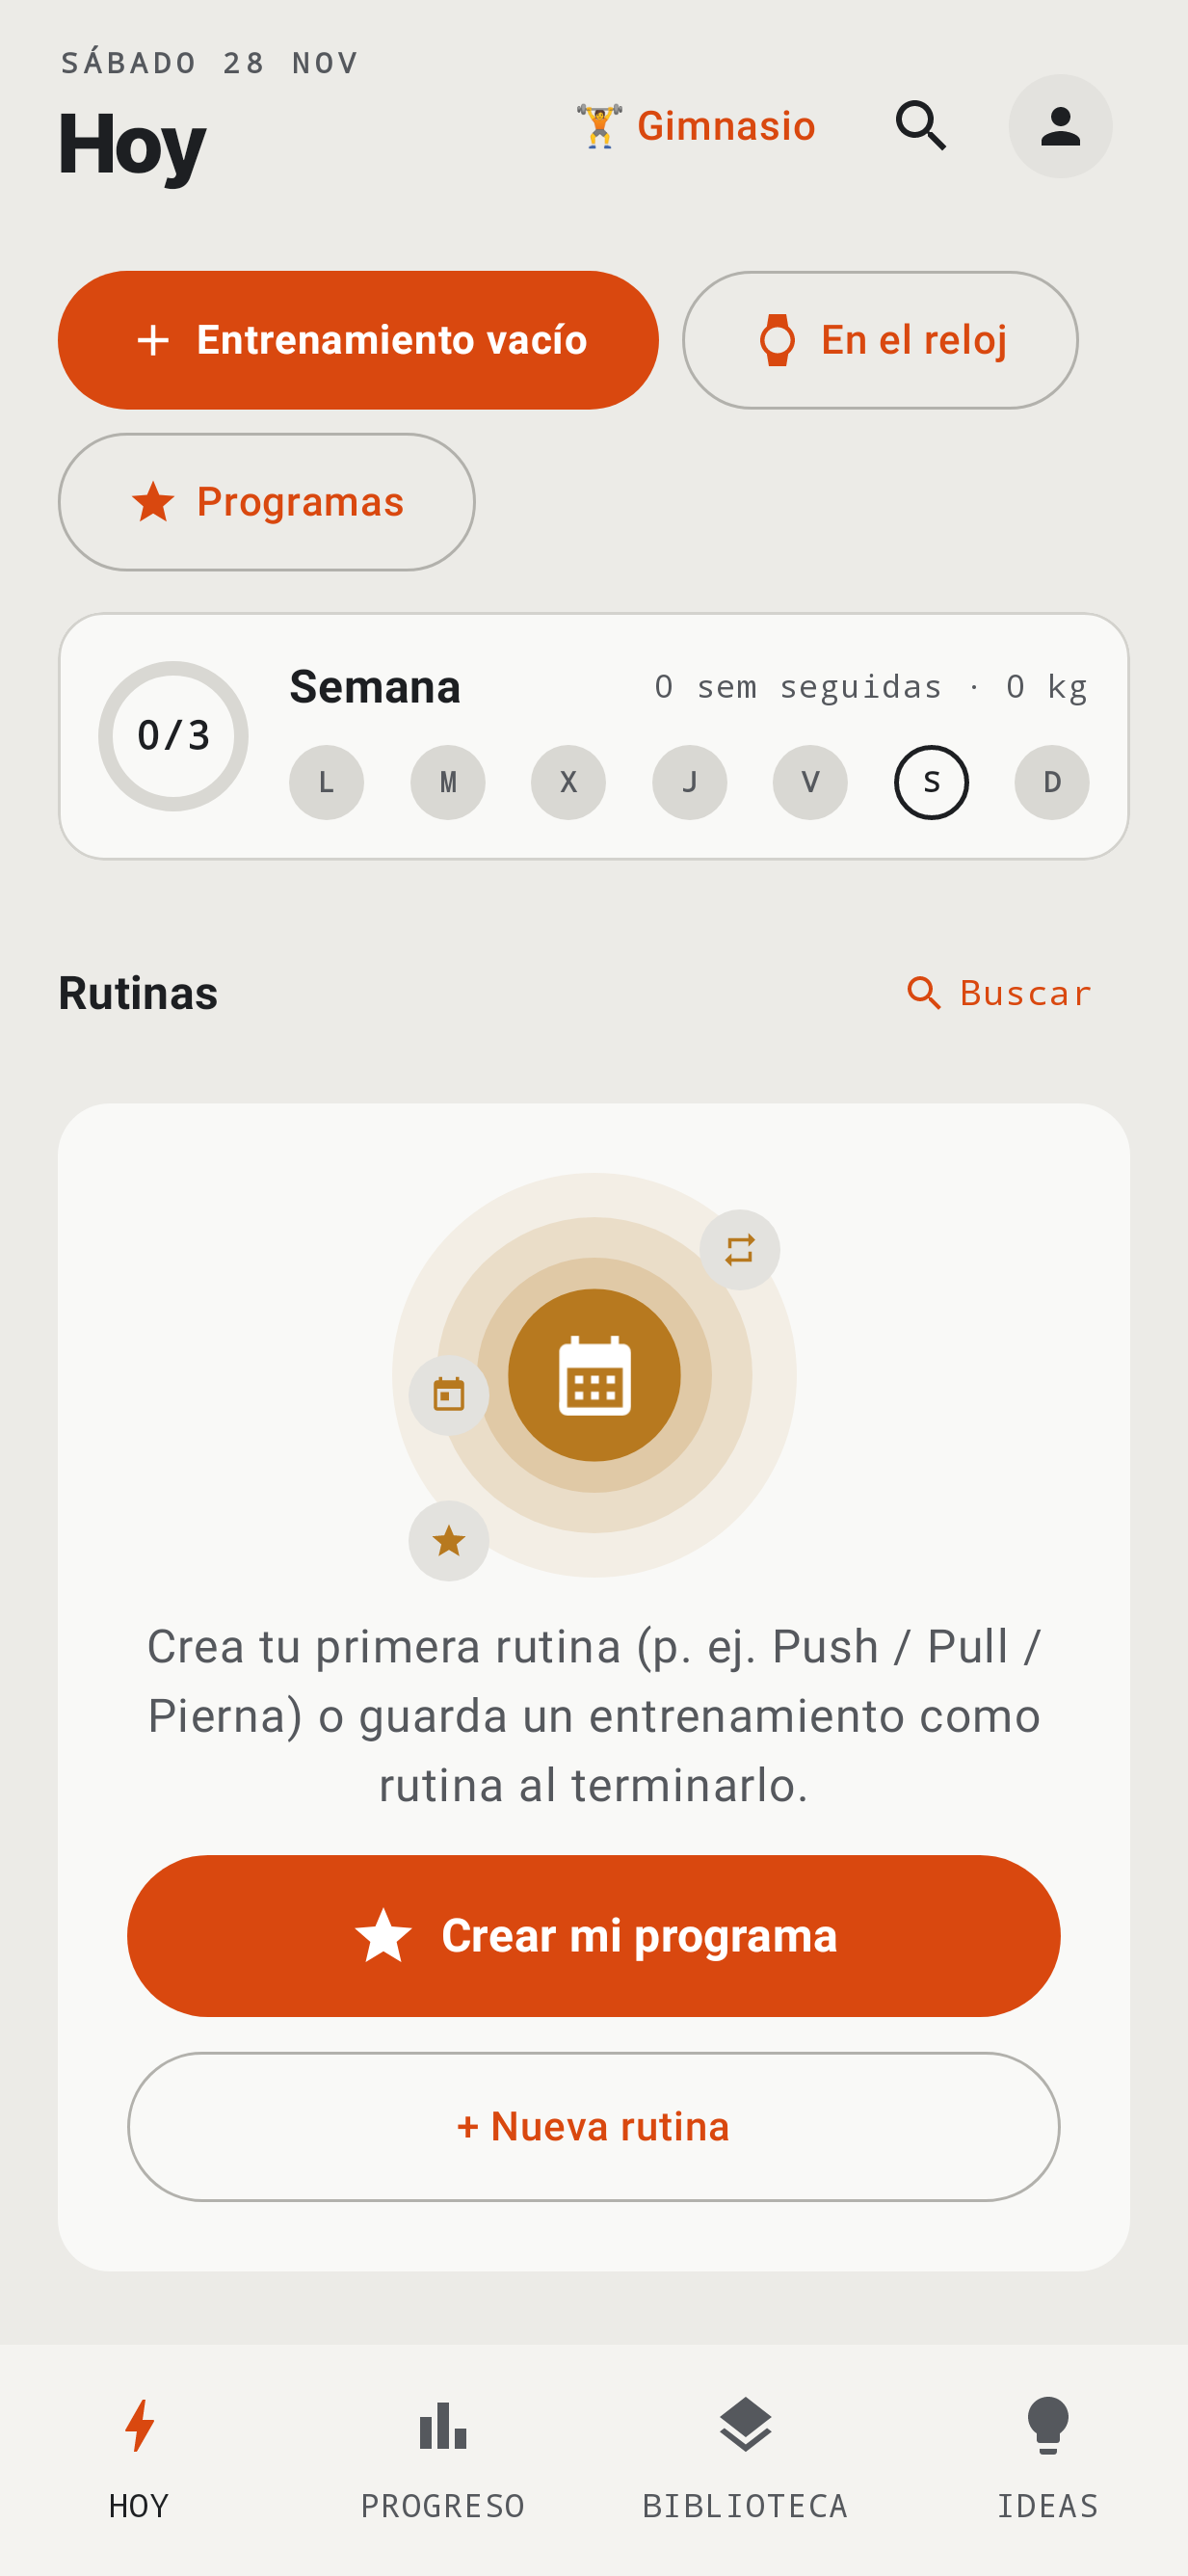 SÁBADO 28 NOV
Hoy
🏋️ Gimnasio
Entrenamiento vacío
En el reloj
Programas
0/3
Semana
0 sem seguidas · 0 kg
L M X J V S D
Rutinas
Buscar
Crea tu primera rutina (p. ej. Push / Pull /
Pierna) o guarda un entrenamiento como
rutina al terminarlo.
Crear mi programa
+ Nueva rutina
HOY
PROGRESO
BIBLIOTECA
IDEAS